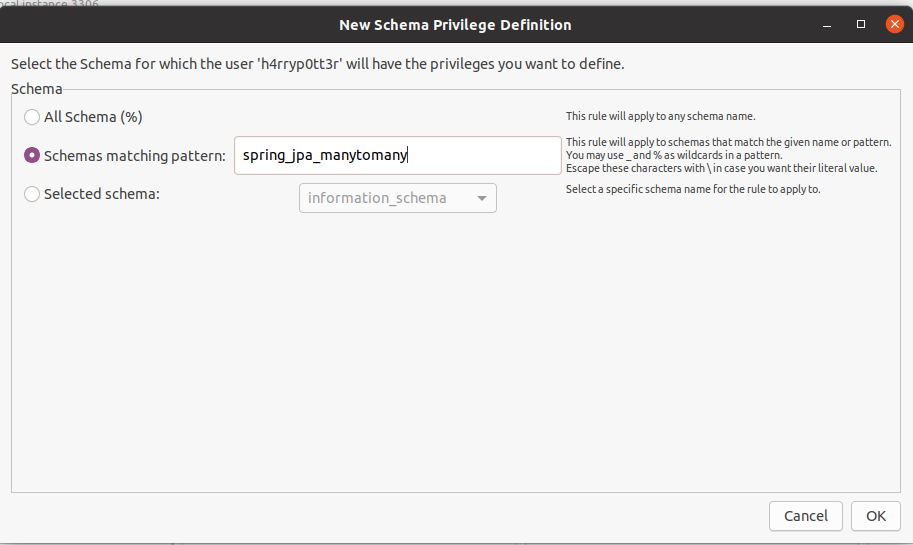 local instance 3306
New Schema Privilege Definition
Select the Schema for which the user 'h4rryp0tt3r' will have the privileges you want to define.
Schema
All Schema (%)
This rule will apply to any schema name.
Schemas matching pattern:
spring_jpa_manytomany
This rule will apply to schemas that match the given name or pattern.
You may use _ and % as wildcards in a pattern.
Escape these characters with \ in case you want their literal value.
Selected schema:
information_schema
Select a specific schema name for the rule to apply to.
Cancel
OK